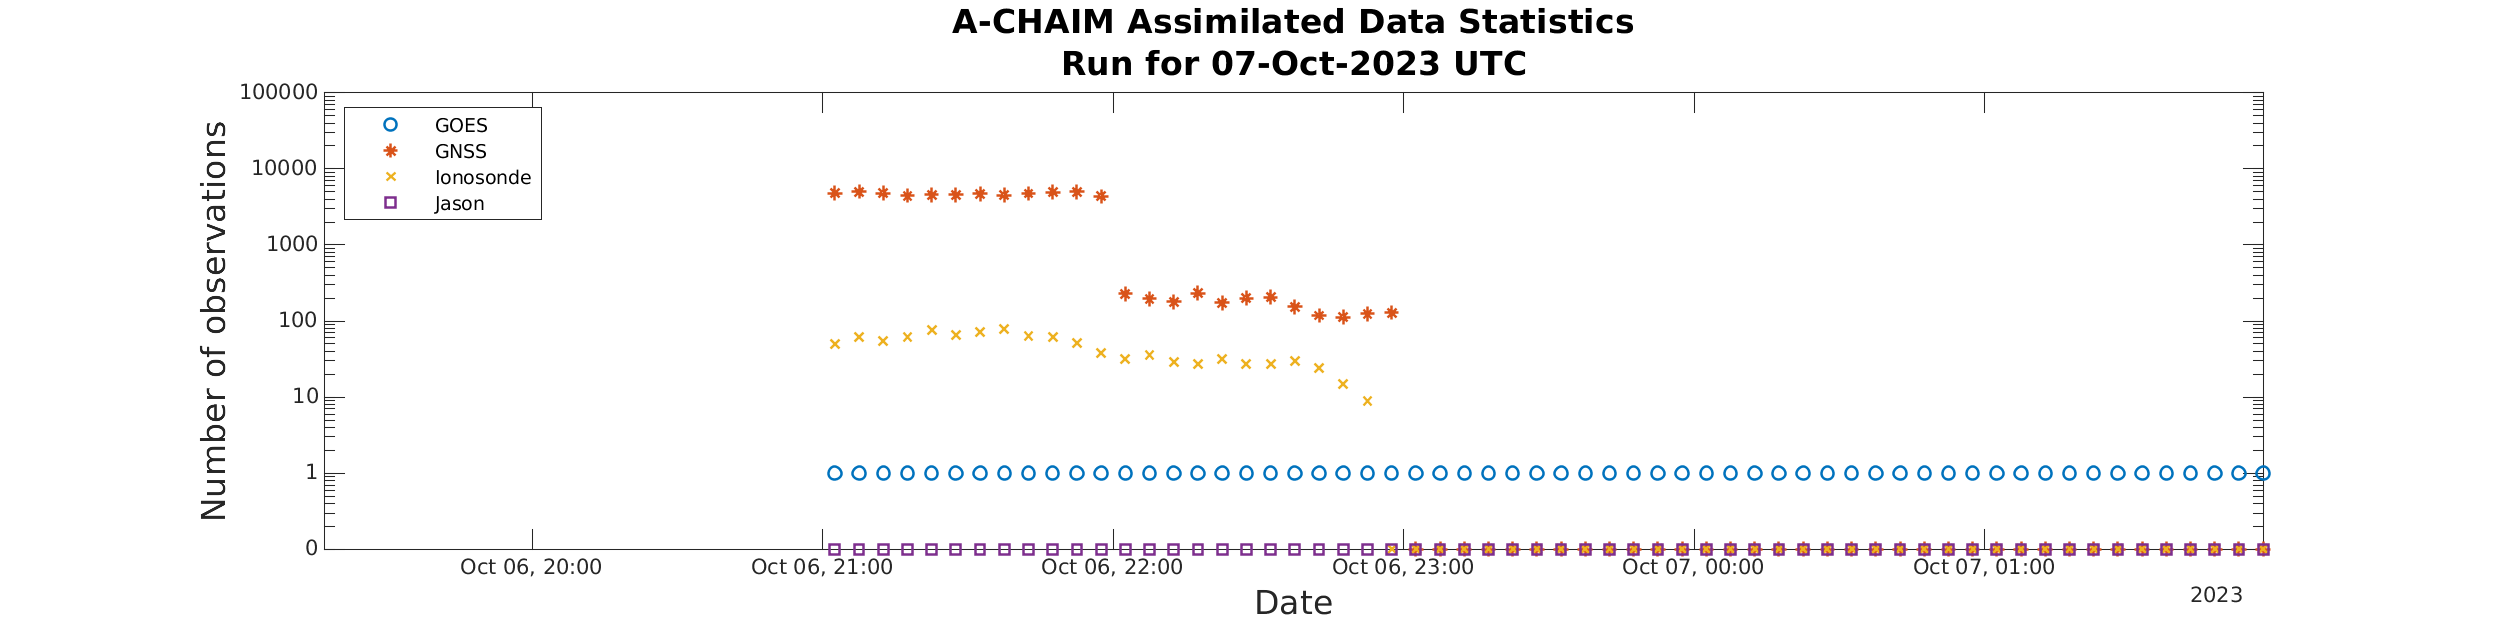 A-CHAIM Assimilated Data Statistics
Run for 07-Oct-2023 UTC
Number of observations
100000
10000
1000
100
10
1
0
GOES
GNSS
Ionosonde
Jason
Oct 06, 20:00
Oct 06, 21:00
Oct 06, 22:00
Oct 06, 23:00
Oct 07, 00:00
Oct 07, 01:00
2023
Date